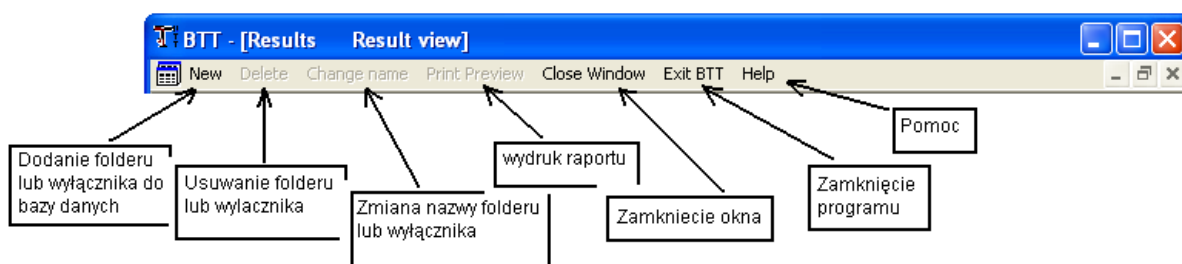 BTT - [Results Result view]
New Delete Change name Print Preview Close Window Exit BTT Help
Dodanie folderu
lub wyłącznika do
bazy danych
Usuwanie folderu
lub wylacznika
Zmiana nazwy folderu
lub wyłącznika
wydruk raportu
Zamkniecie okna
Zamknięcie
programu
Pomoc